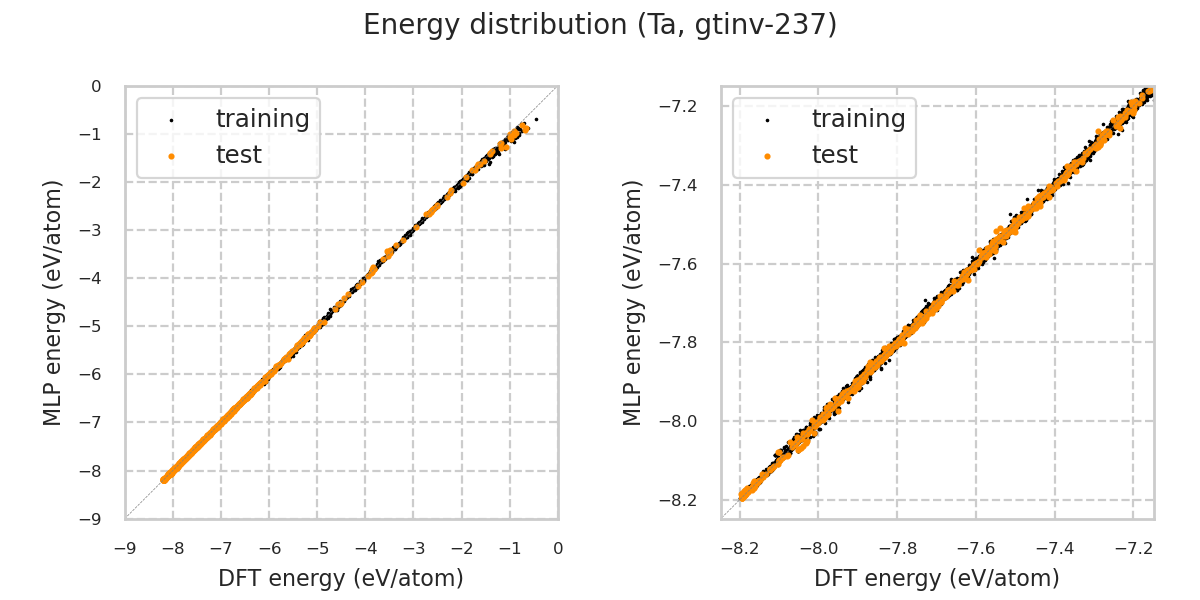 Energy distribution (Ta, gtinv-237)
training
test
0
−1
−2
−3
−4
−5
−6
−7
−8
−9
MLP energy (eV/atom)
−9 −8 −7 −6 −5 −4 −3 −2 −1 0
DFT energy (eV/atom)
training
test
−7.2
−7.4
−7.6
−7.8
−8.0
−8.2
MLP energy (eV/atom)
−8.2 −8.0 −7.8 −7.6 −7.4 −7.2
DFT energy (eV/atom)